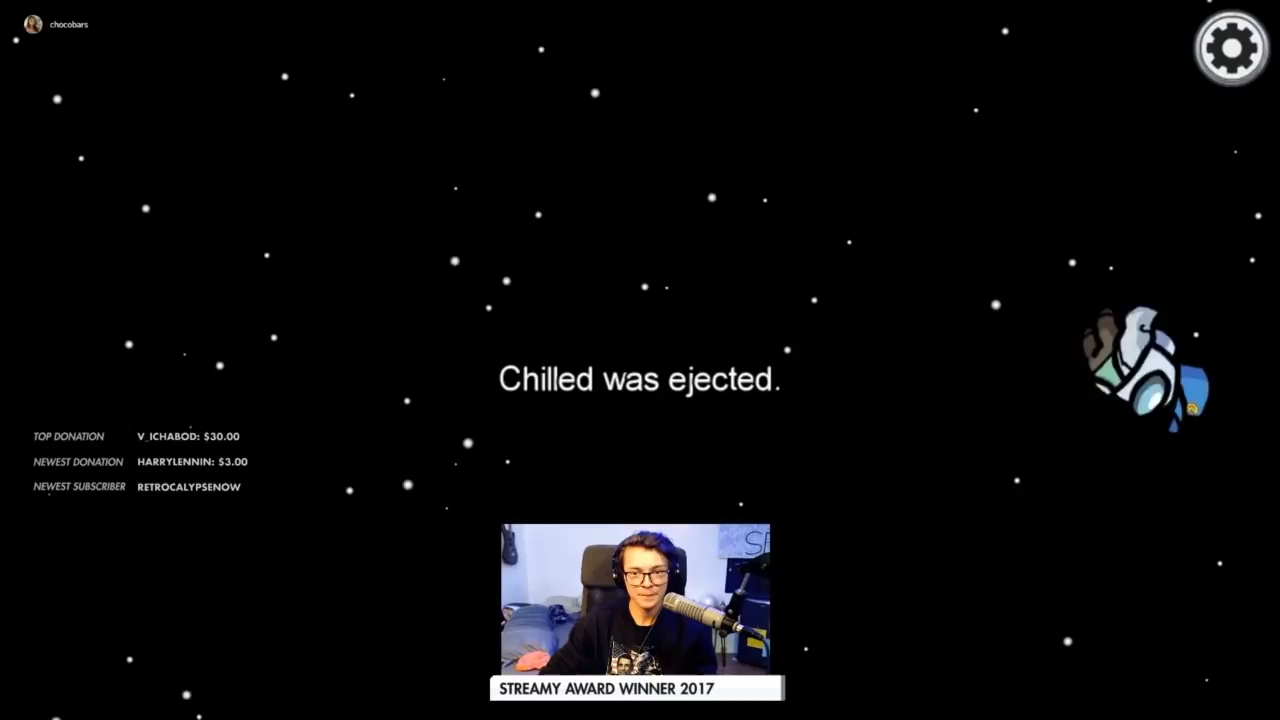 chocobars
Chilled was ejected.
TOP DONATION V_ICHABOD: $30.00
NEWEST DONATION HARRYLENNIN: $3.00
NEWEST SUBSCRIBER RETROCALYPSENOW
STREAMY AWARD WINNER 2017